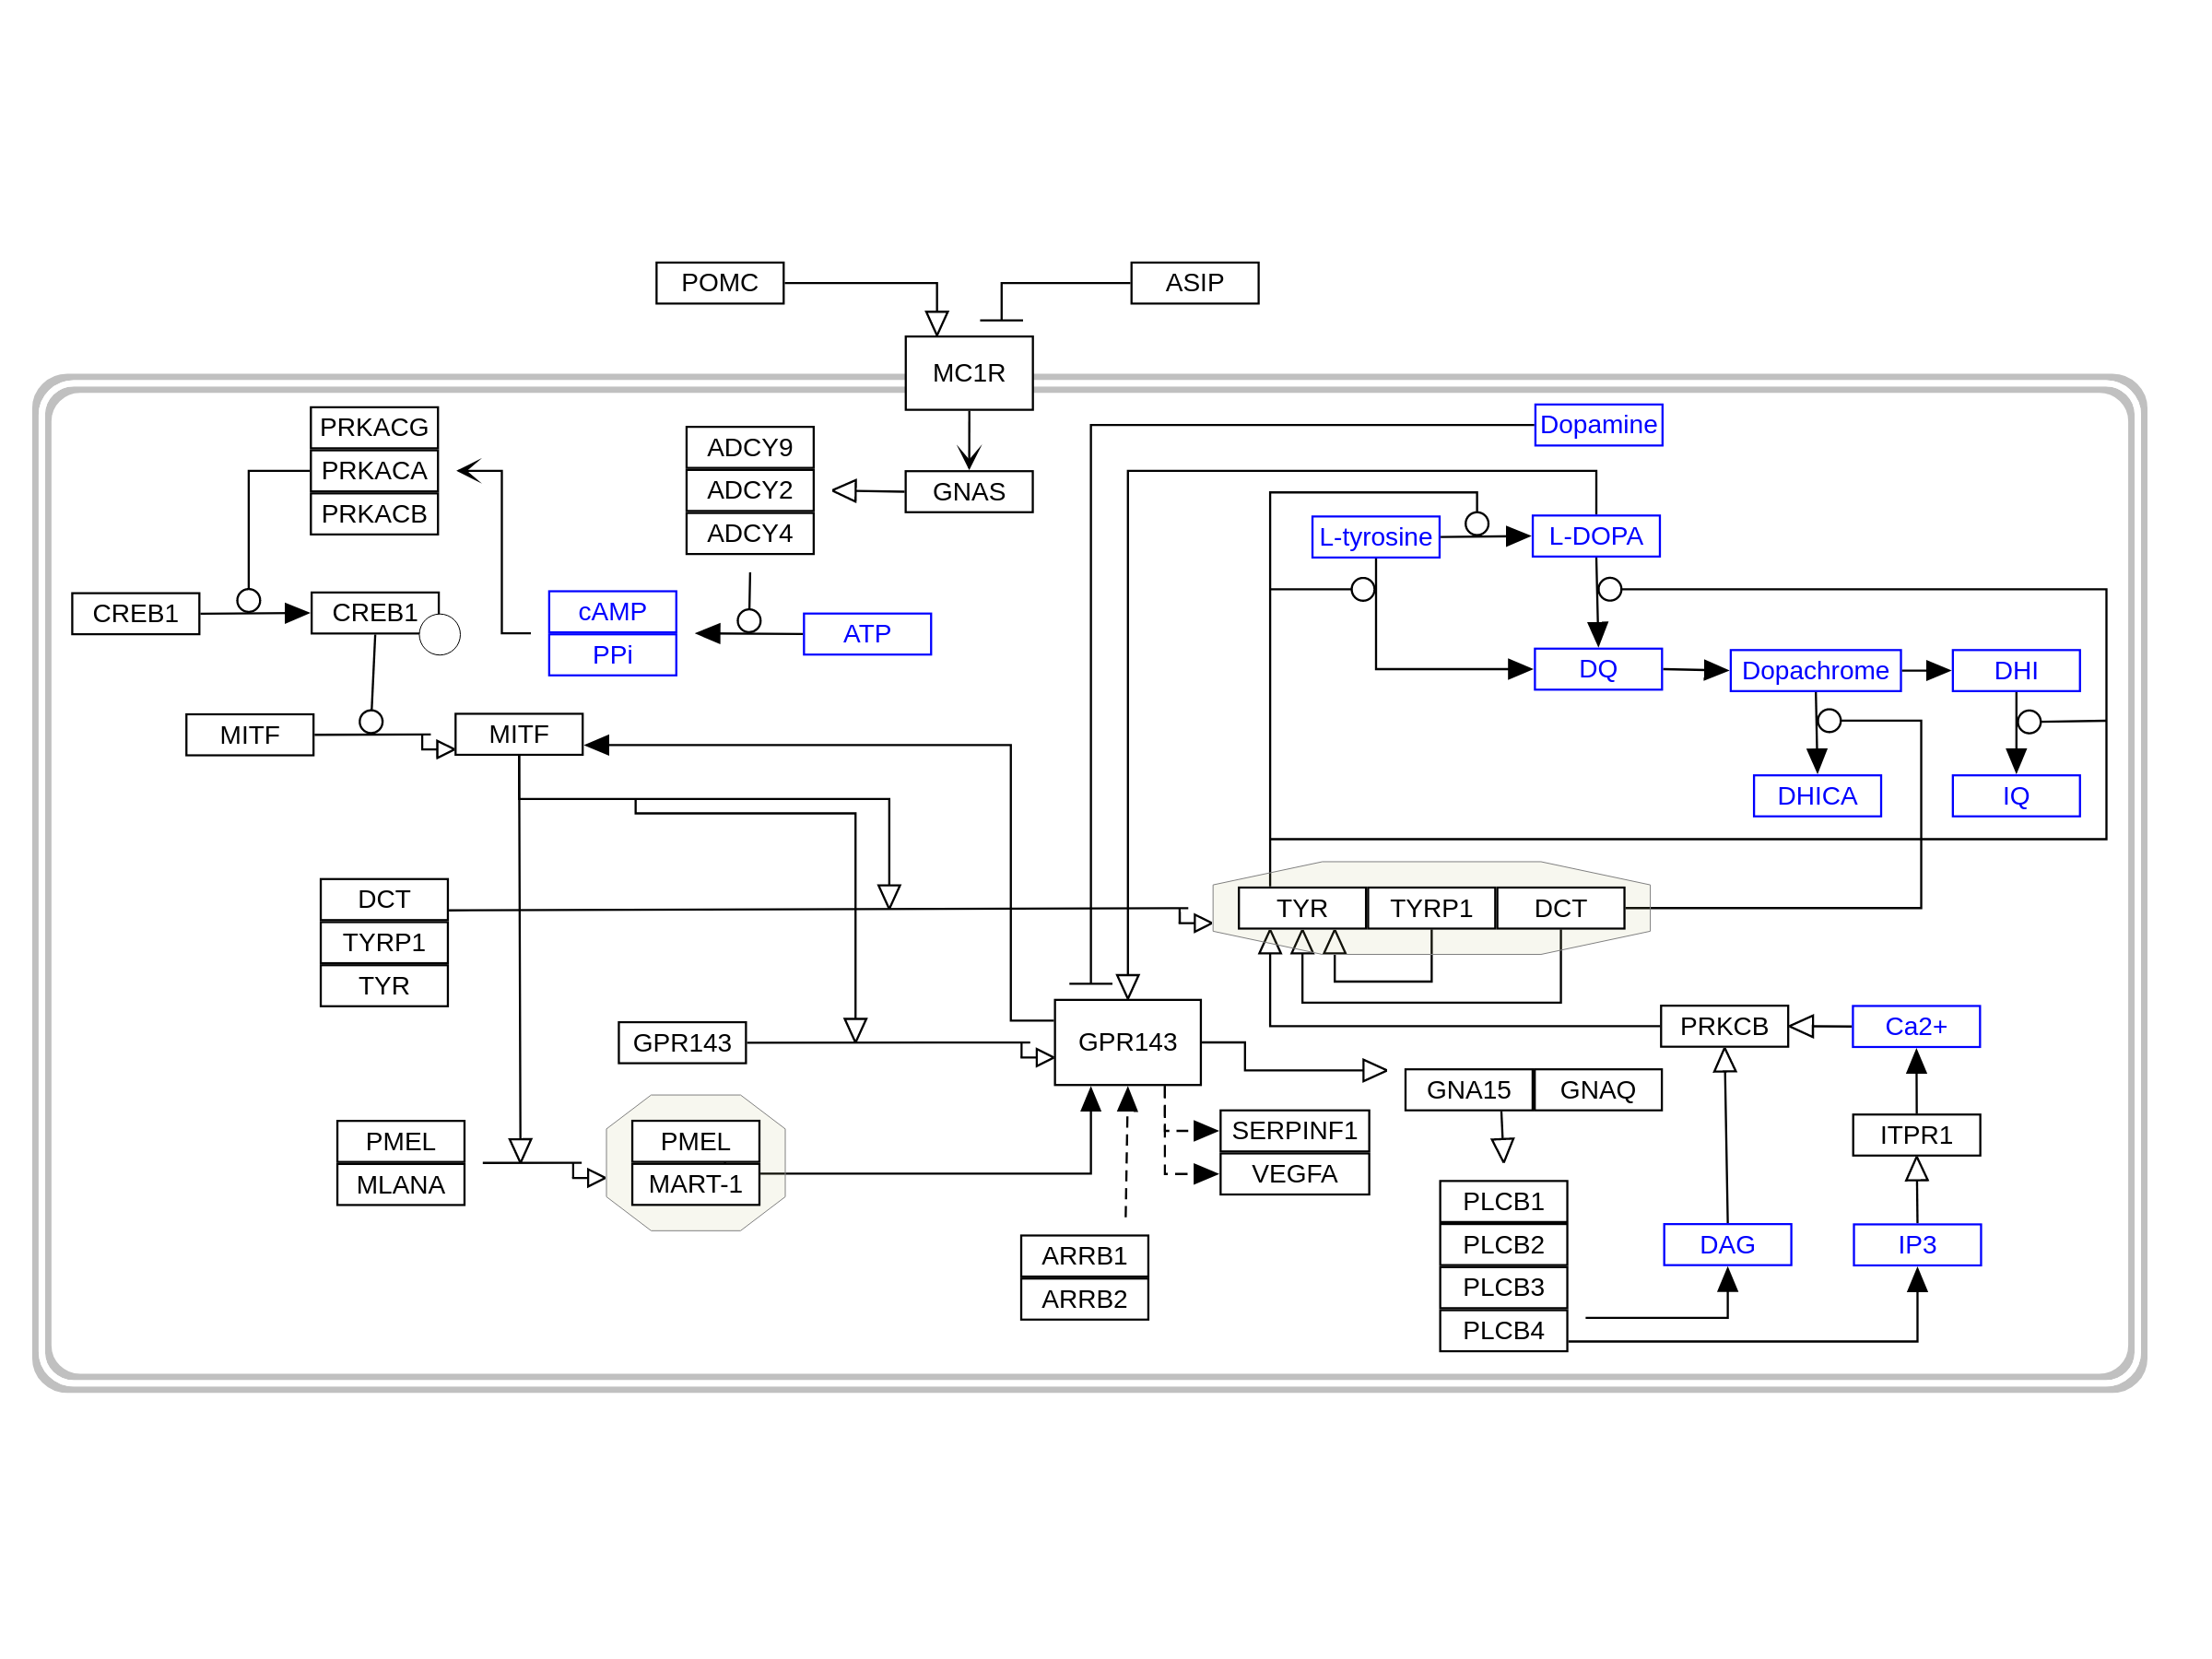 POMC
ASIP
MC1R
PRKACG
PRKACA
PRKACB
ADCY9
ADCY2
ADCY4
GNAS
Dopamine
L-tyrosine
L-DOPA
CREB1
CREB1
cAMP
PPi
ATP
DQ
Dopachrome
DHI
MITF
MITF
DHICA
IQ
DCT
TYRP1
TYR
TYR
TYRP1
DCT
GPR143
GPR143
PRKCB
Ca2+
GNA15
GNAQ
PMEL
MLANA
PMEL
MART-1
SERPINF1
VEGFA
ITPR1
ARRB1
ARRB2
PLCB1
PLCB2
PLCB3
PLCB4
DAG
IP3